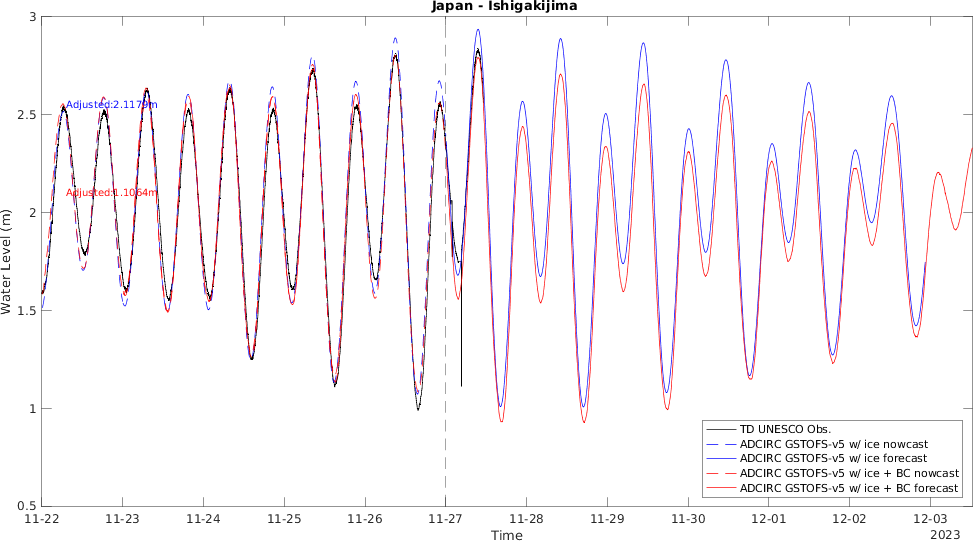 Japan - Ishigakijima
3
2.5
2
1.5
1
0.5
Water Level (m)
Adjusted:2.1179m
Adjusted:1.1064m
TD UNESCO Obs.
ADCIRC GSTOFS-v5 w/ ice nowcast
ADCIRC GSTOFS-v5 w/ ice forecast
ADCIRC GSTOFS-v5 w/ ice + BC nowcast
ADCIRC GSTOFS-v5 w/ ice + BC forecast
11-22 11-23 11-24 11-25 11-26 11-27 11-28 11-29 11-30 12-01 12-02 12-03
Time
2023